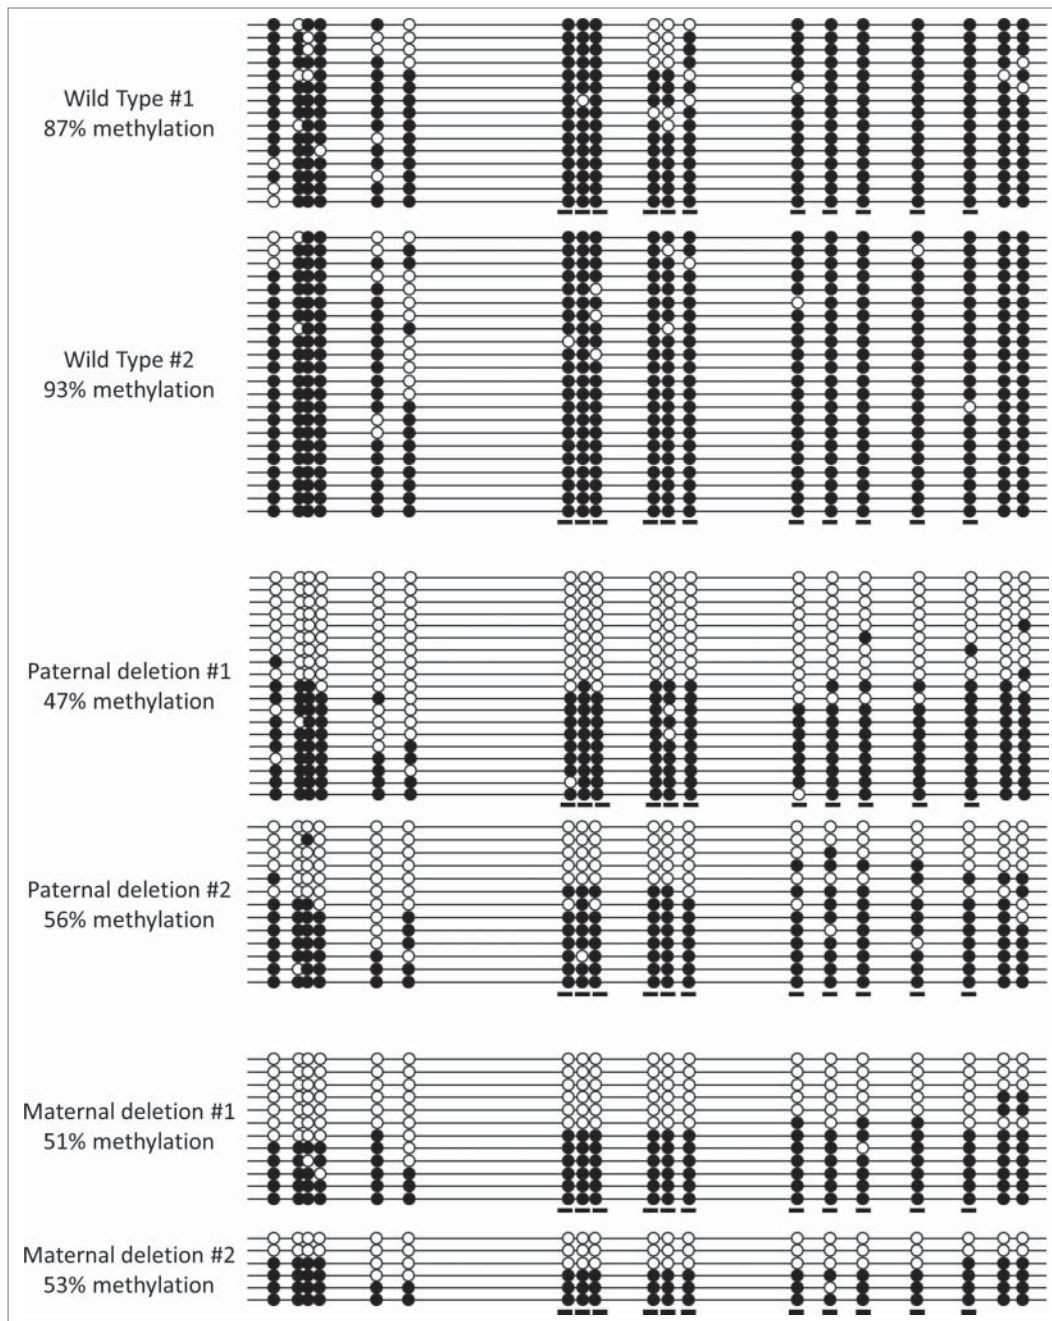 Wild Type #1
87% methylation
Wild Type #2
93% methylation
Paternal deletion #1
47% methylation
Paternal deletion #2
56% methylation
Maternal deletion #1
51% methylation
Maternal deletion #2
53% methylation